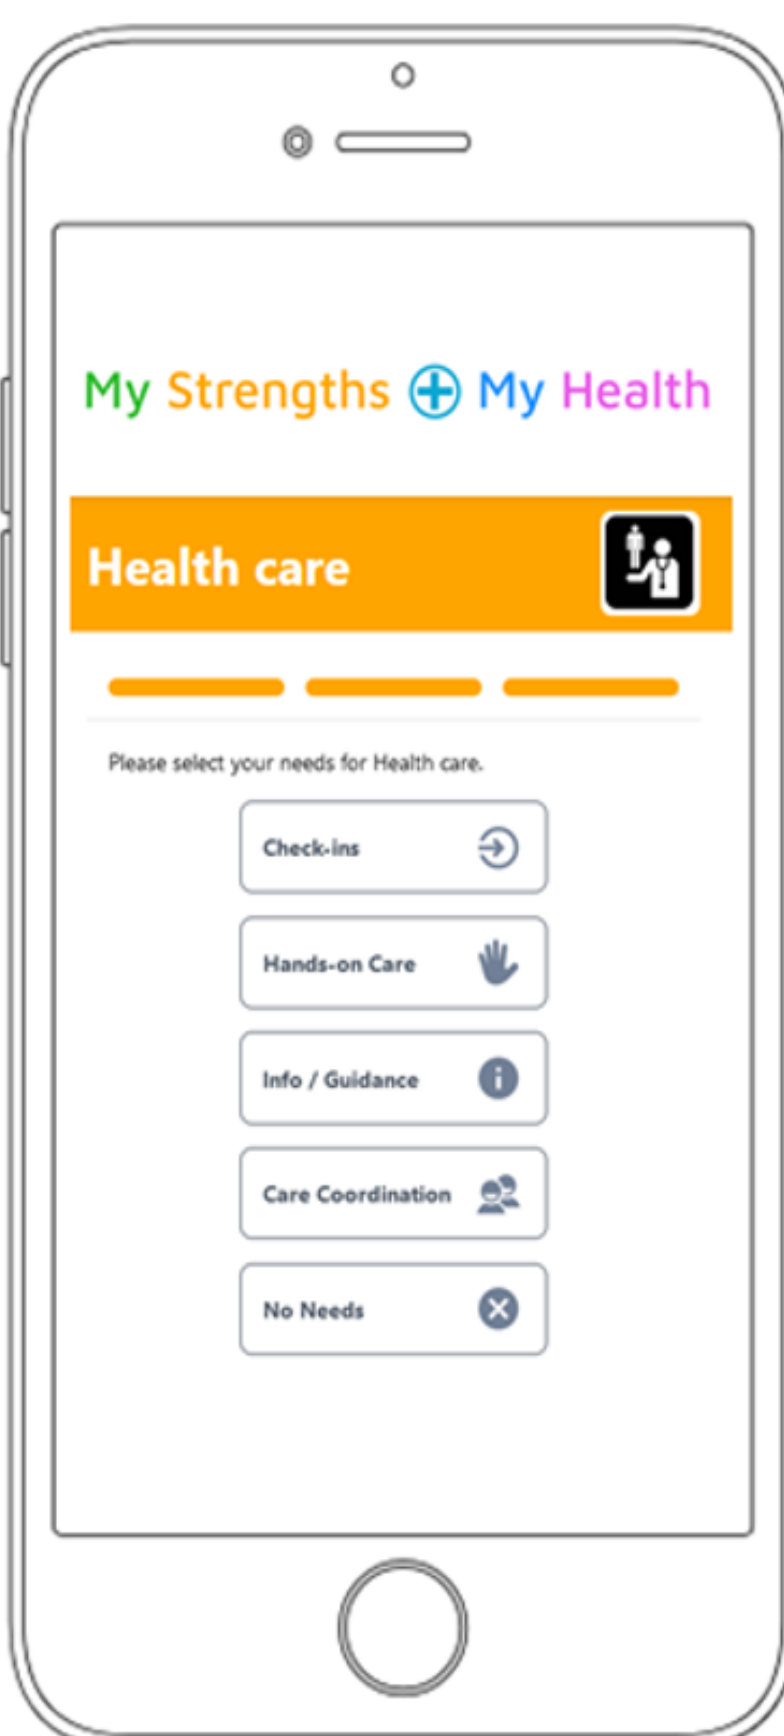 My Strengths My Health
Health care
Please select your needs for Health care.
Check-ins
Hands-on Care
Info / Guidance
Care Coordination
No Needs